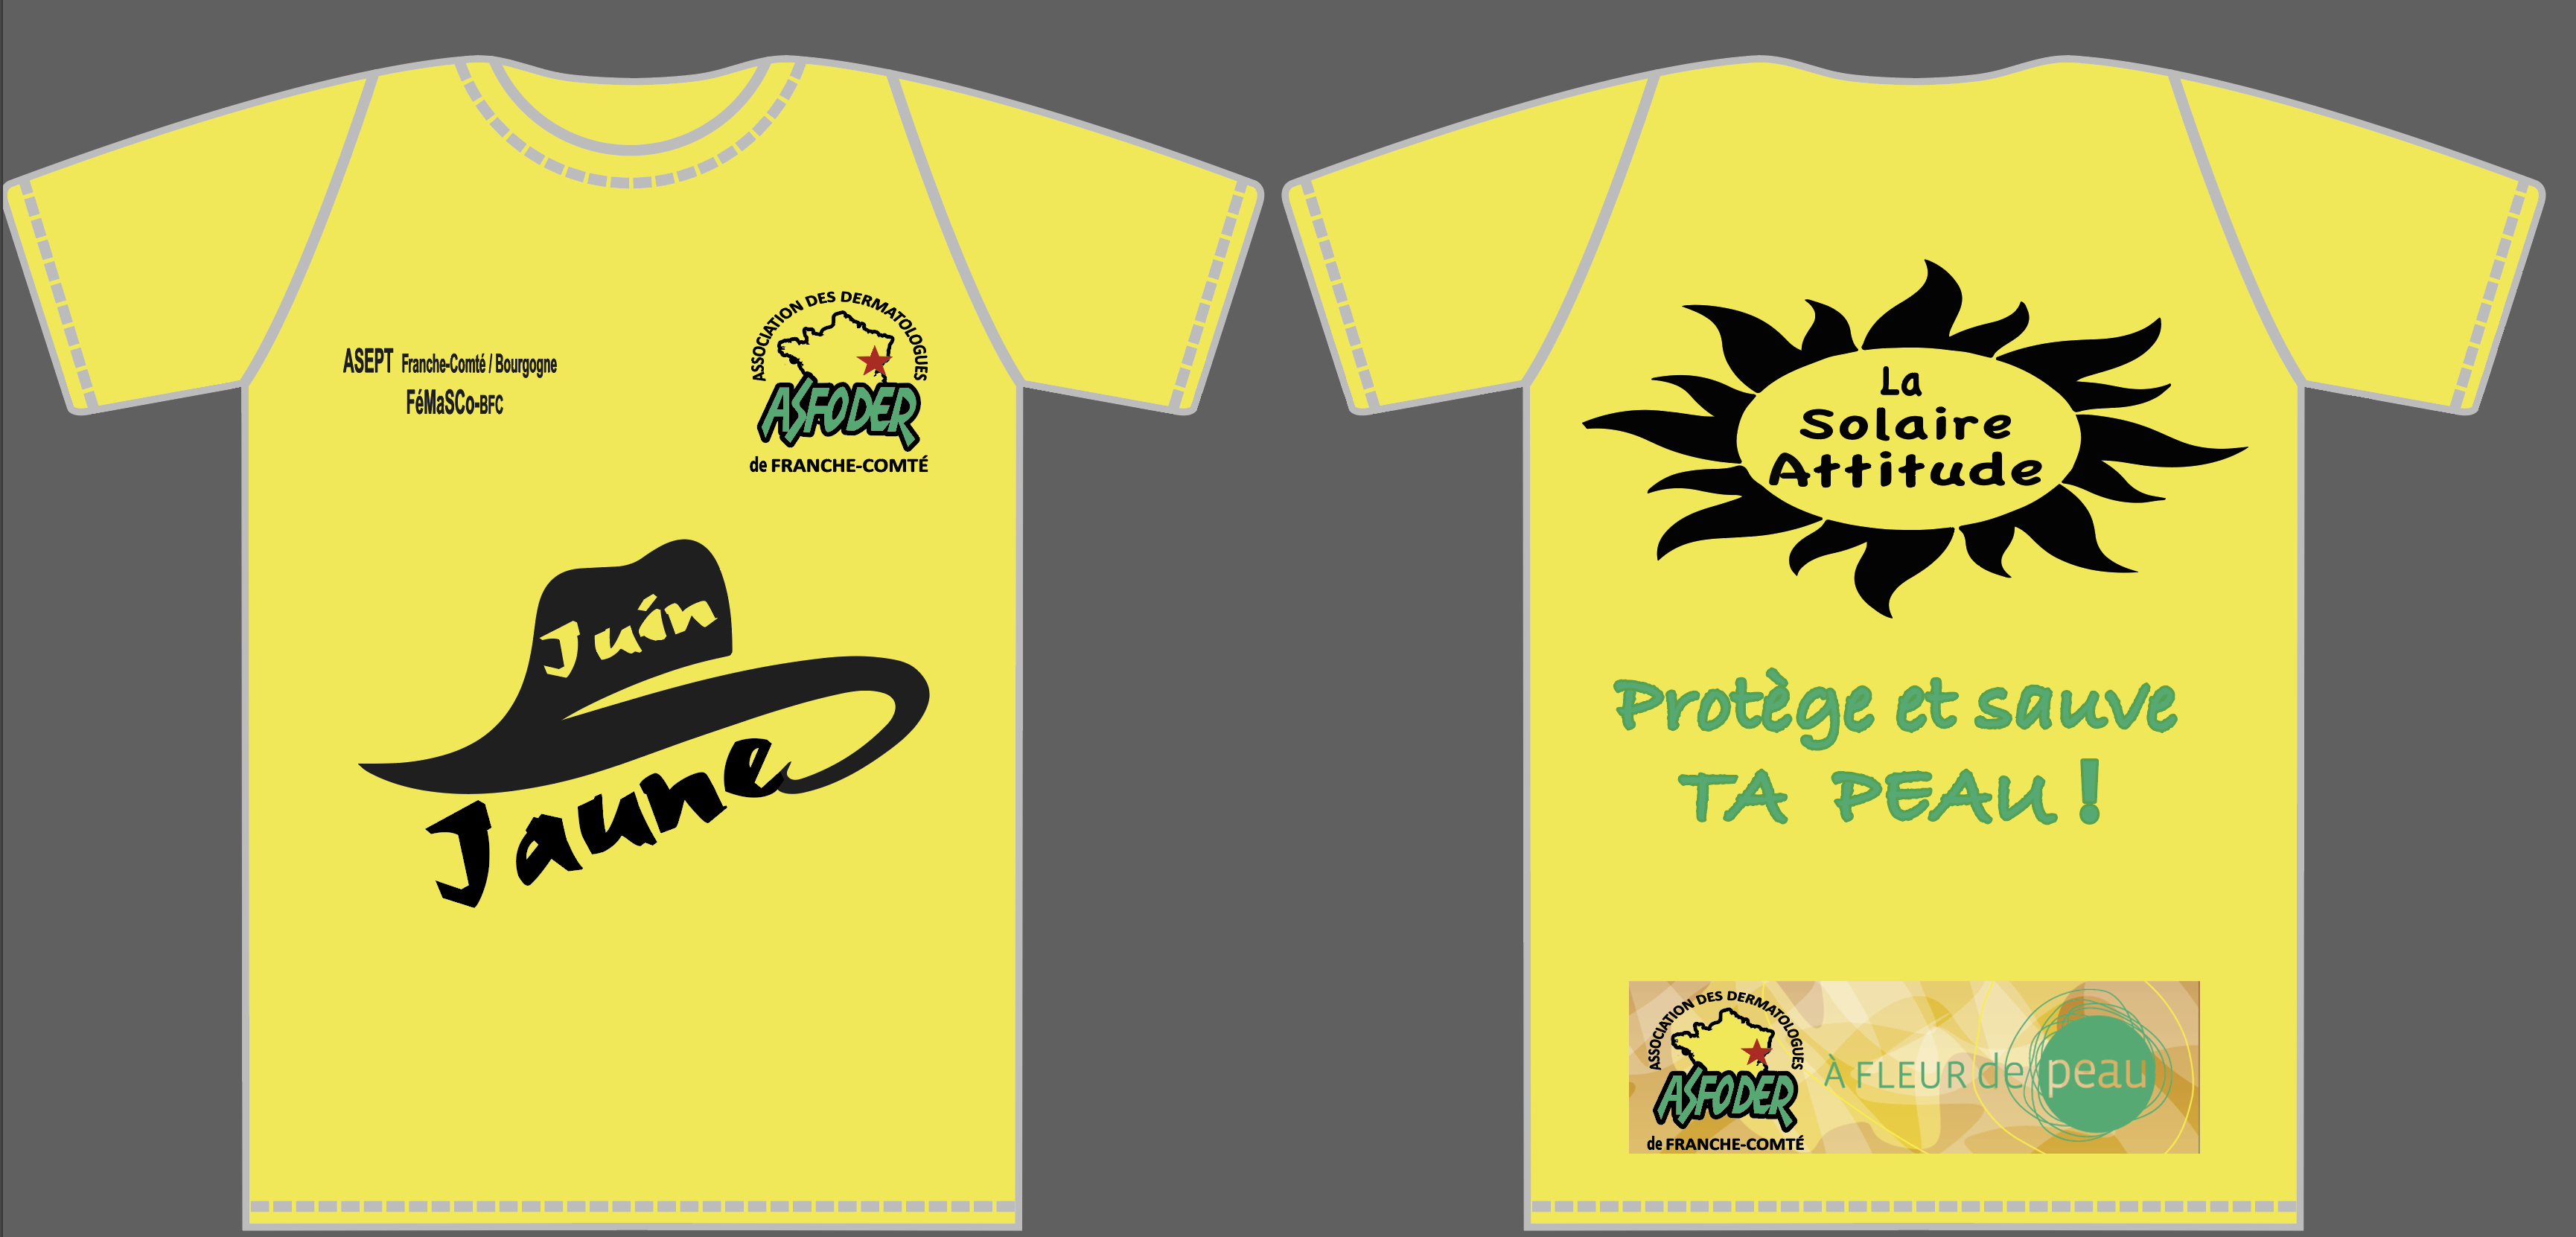 ASEPT Franche-Comté / Bourgogne
FéMaSCo-BFC
ASSOCIATION DES DERMATOLOGUES
ASFODER
de FRANCHE-COMTÉ
Juin
Jaune
La
Solaire
Attitude
Protège et sauve
TA PEAU !
ASSOCIATION DES DERMATOLOGUES
ASFODER
de FRANCHE-COMTÉ
À FLEUR de peau